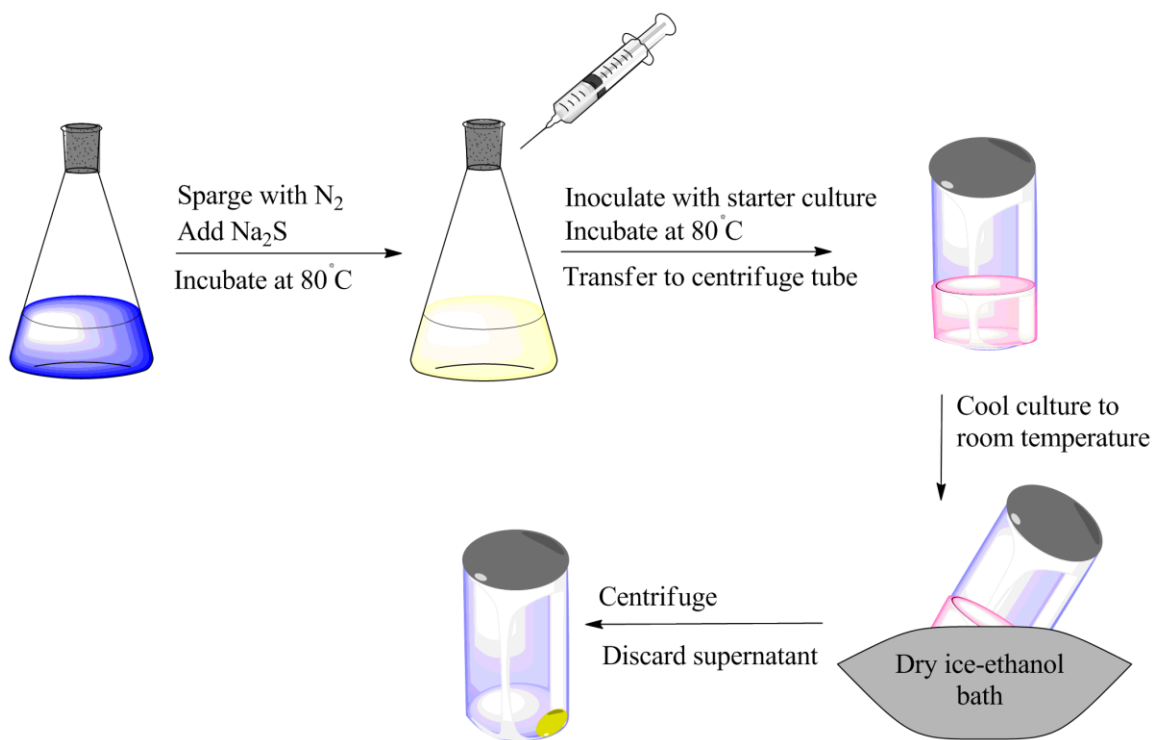 Sparge with N₂
Add Na₂S
Incubate at 80°C
Inoculate with starter culture
Incubate at 80°C
Transfer to centrifuge tube
Cool culture to
room temperature
Dry ice-ethanol
bath
Centrifuge
Discard supernatant